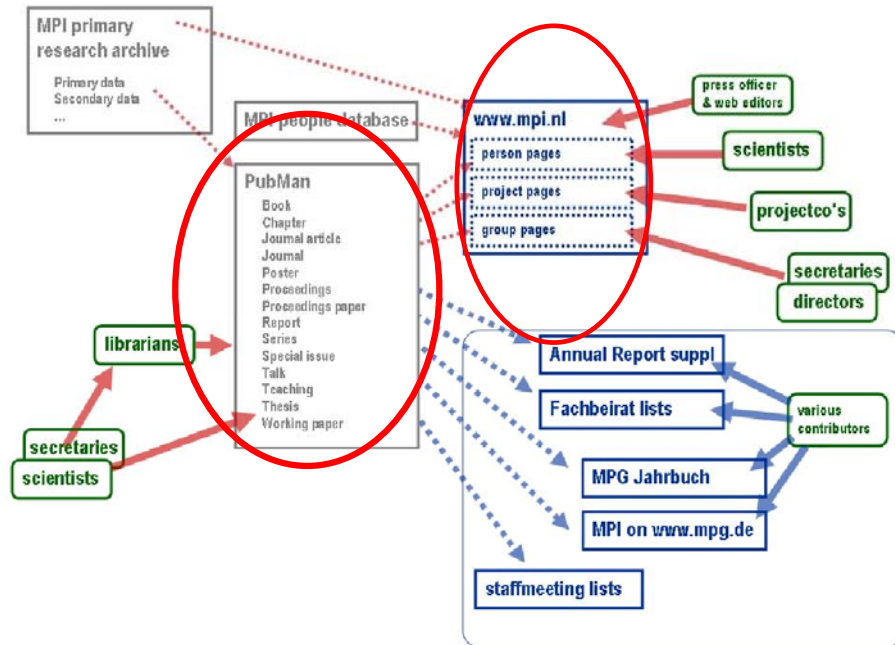 MPI primary
research archive
Primary data
Secondary data
...
MPI people database
PubMan
Book
Chapter
Journal article
Journal
Poster
Proceedings
Proceedings paper
Report
Series
Special issue
Talk
Teaching
Thesis
Working paper
librarians
secretaries
scientists
www.mpi.nl
person pages
project pages
group pages
press officer
& web editors
scientists
projectco's
secretaries
directors
Annual Report suppl
Fachbeirat lists
MPG Jahrbuch
MPI on www.mpg.de
staffmeeting lists
various
contributors